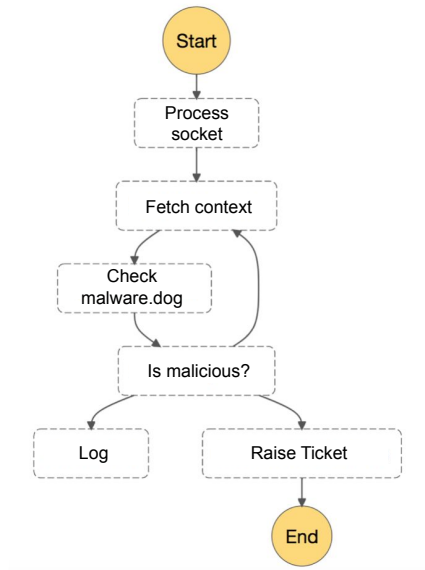 Start
Process
socket
Fetch context
Check
malware.dog
Is malicious?
Log
Raise Ticket
End